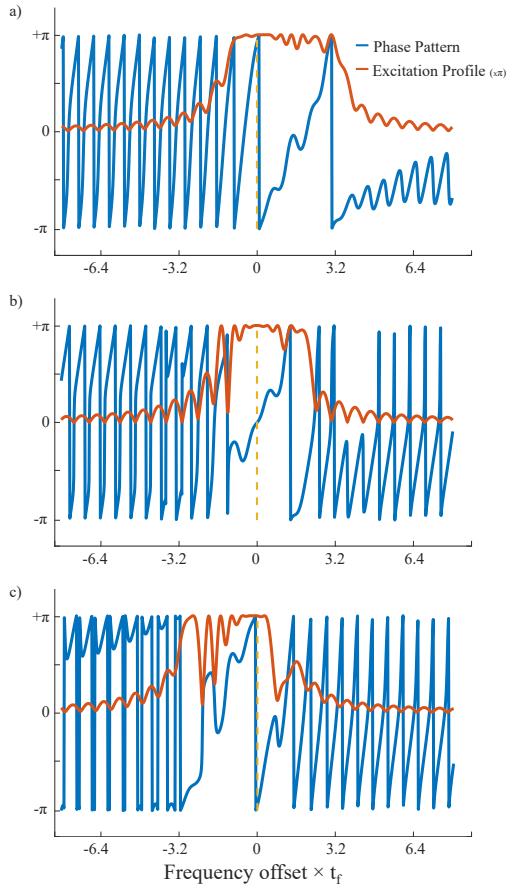 a)
+π
Phase Pattern
Excitation Profile (xπ)
0
-π
-6.4 -3.2 0 3.2 6.4
b)
+π
0
-π
-6.4 -3.2 0 3.2 6.4
c)
+π
0
-π
-6.4 -3.2 0 3.2 6.4
Frequency offset × tf